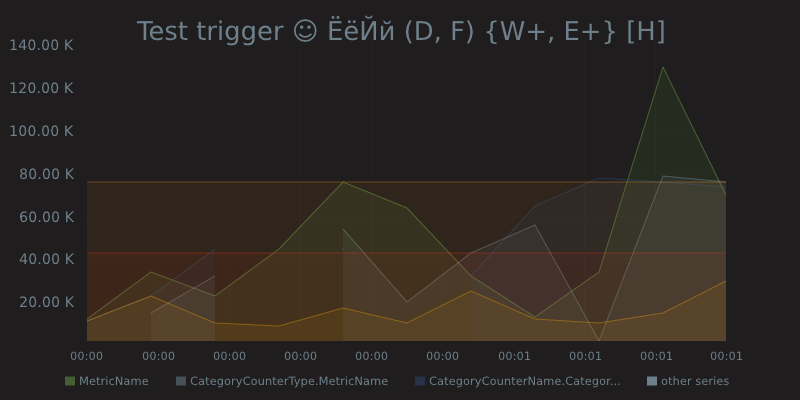 Test trigger ☺ ЁёЙй (D, F) {W+, E+} [H]
140.00 K
120.00 K
100.00 K
80.00 K
60.00 K
40.00 K
20.00 K
00:00 00:00 00:00 00:00 00:00 00:00 00:01 00:01 00:01 00:01
MetricName CategoryCounterType.MetricName CategoryCounterName.Categor... other series